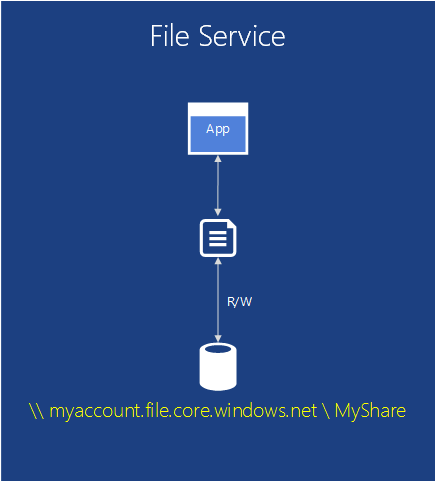 File Service
App
R/W
\\ myaccount.file.core.windows.net \ MyShare